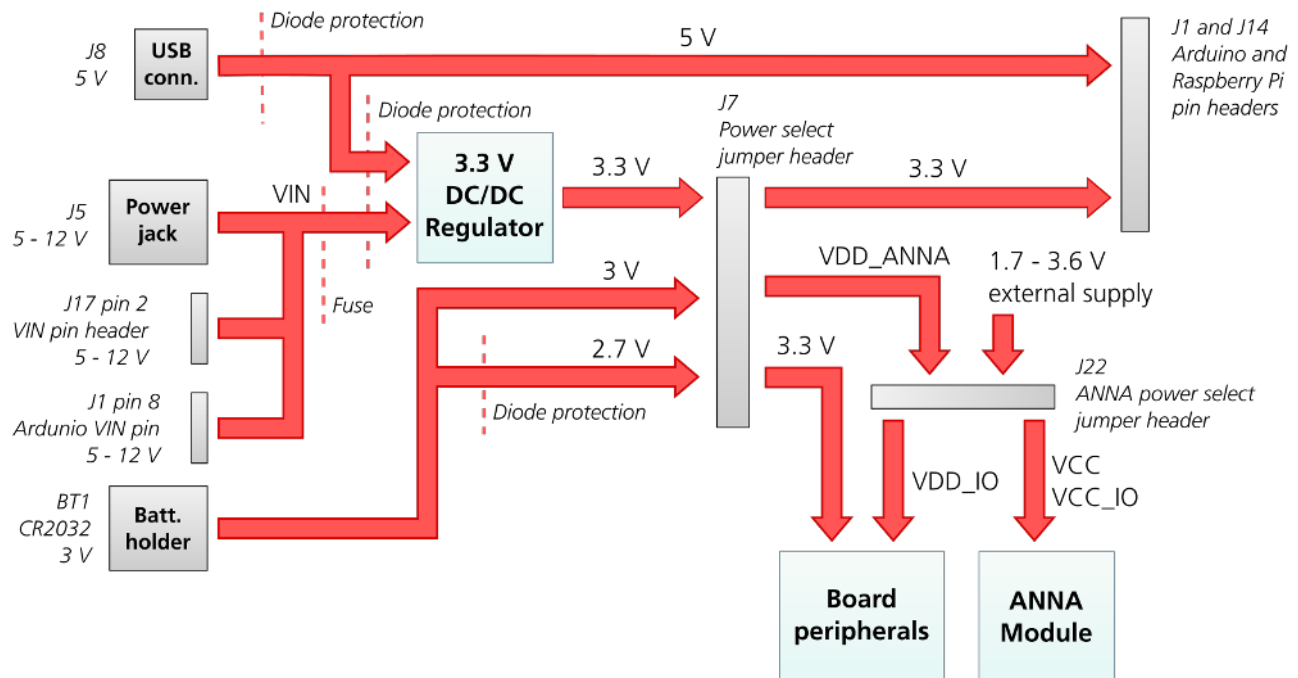 Diode protection
J8
5 V
USB
conn.
5 V
J1 and J14
Arduino and
Raspberry Pi
pin headers
Diode protection
J7
Power select
jumper header
3.3 V
DC/DC
Regulator
3.3 V
3.3 V
J5
5 - 12 V
Power
jack
VIN
VDD_ANNA
1.7 - 3.6 V
external supply
3 V
Fuse
J17 pin 2
VIN pin header
5 - 12 V
2.7 V
3.3 V
Diode protection
J22
ANNA power select
jumper header
J1 pin 8
Ardunio VIN pin
5 - 12 V
VDD_IO
VCC
VCC_IO
BT1
CR2032
3 V
Batt.
holder
Board
peripherals
ANNA
Module